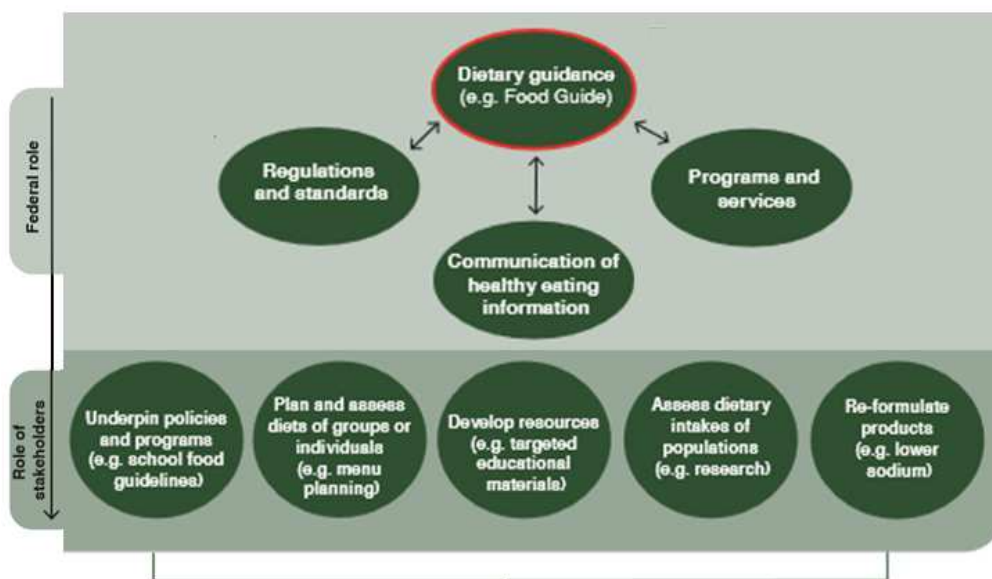 Dietary guidance
(e.g. Food Guide)
Federal role
Regulations
and standards
Programs and
services
Communication of
healthy eating
information
Role of
stakeholders
Underpin policies
and programs
(e.g. school food
guidelines)
Plan and assess
diets of groups or
individuals
(e.g. menu
planning)
Develop resources
(e.g. targeted
educational
materials)
Assess dietary
intakes of
populations
(e.g. research)
Re-formulate
products
(e.g. lower
sodium)